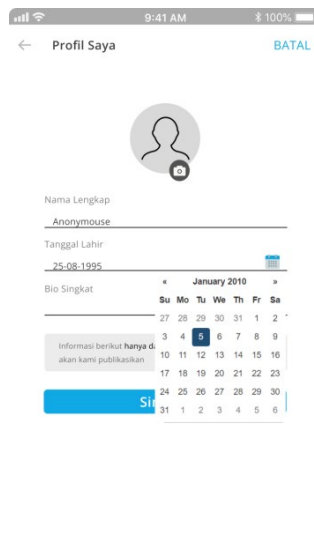 9:41 AM
100%
Profil Saya
BATAL
Nama Lengkap
Anonymouse
Tanggal Lahir
25-08-1995
Bio Singkat
« January 2010 »
Su Mo Tu We Th Fr Sa
27 28 29 30 31 1 2
3 4 5 6 7 8 9
10 11 12 13 14 15 16
17 18 19 20 21 22 23
24 25 26 27 28 29 30
31 1 2 3 4 5 6
Informasi berikut hanya
akan kami publikasikan